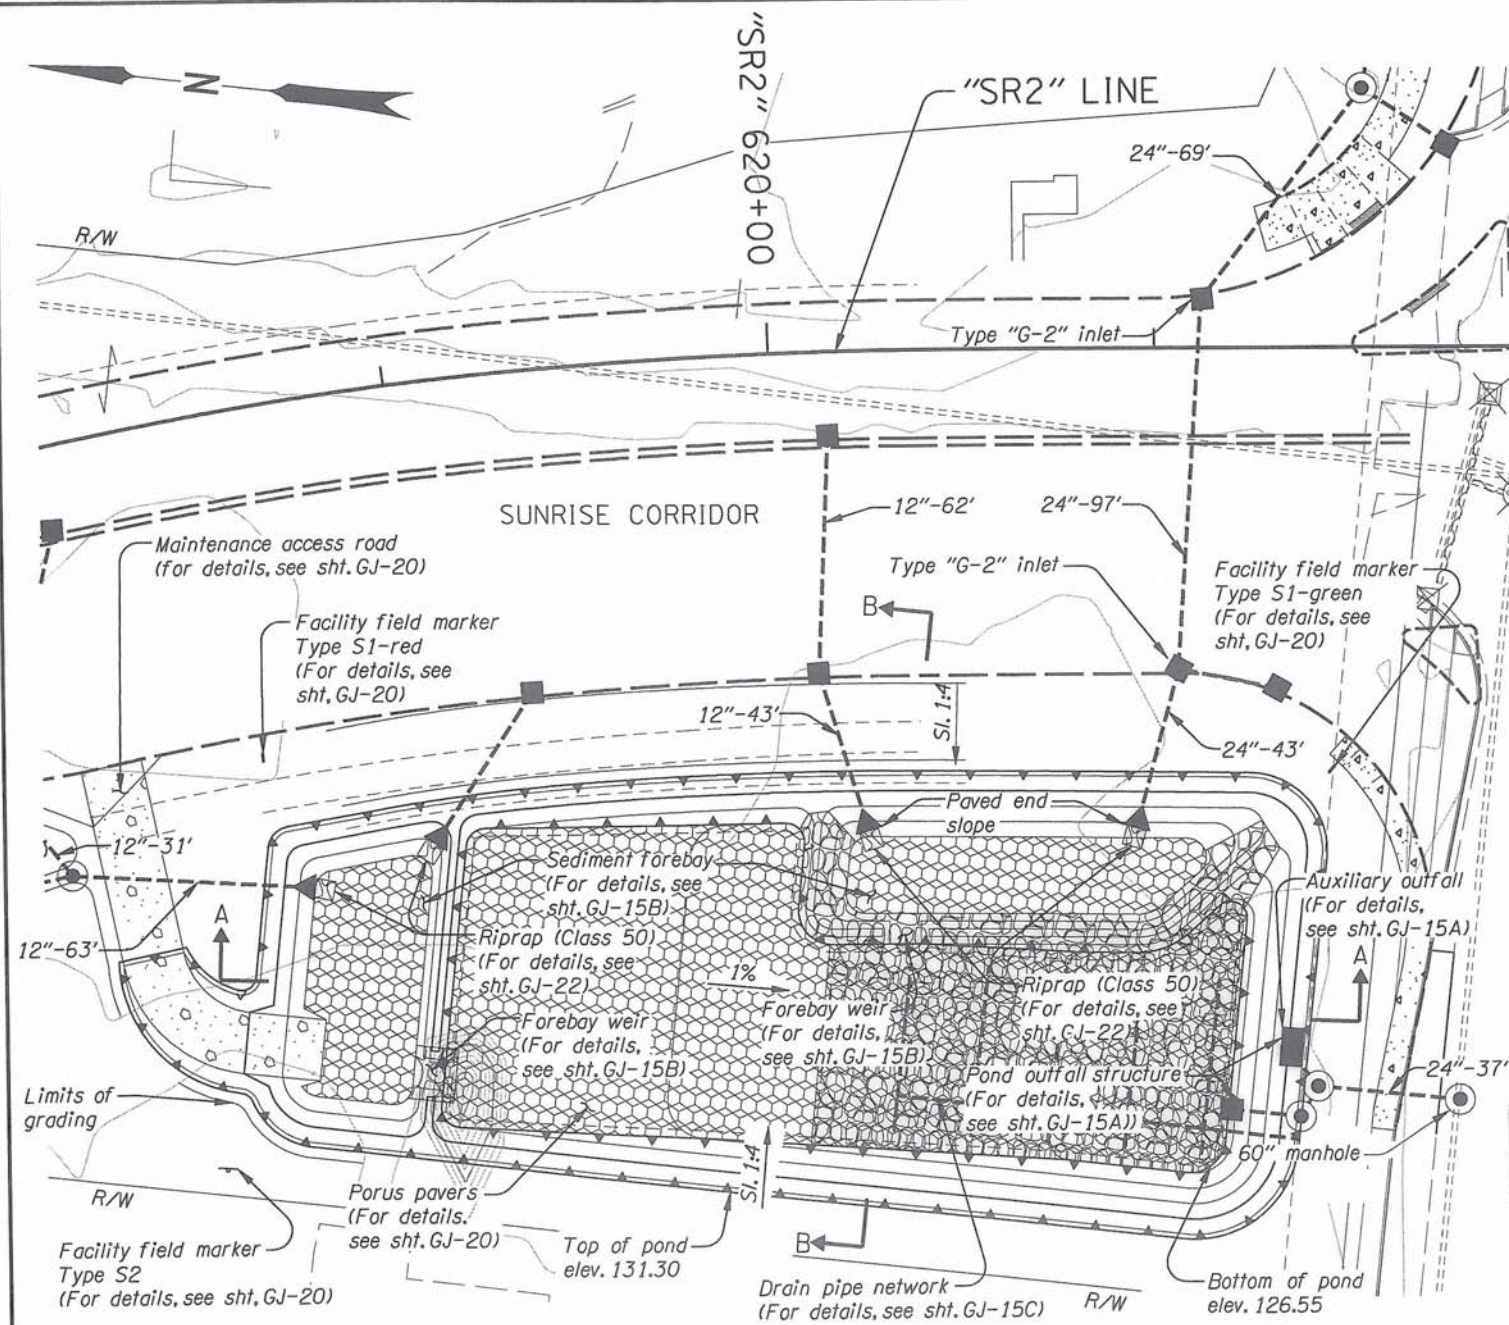 N
"SR2" 620+00
"SR2" LINE
24"-69'
R/W
Type "G-2" inlet
SUNRISE CORRIDOR
12"-62'
24"-97'
Maintenance access road
(for details, see sht. GJ-20)
Type "G-2" inlet
Facility field marker
Type S1-green
(For details, see
sht, GJ-20)
Facility field marker
Type S1-red
(For details, see
sht, GJ-20)
B
12"-43'
Sl. 1:4
24"-43'
Paved end
slope
12"-31'
Sediment forebay
(For details, see
sht. GJ-15B)
Auxiliary outfall
(For details,
see sht. GJ-15A)
A
12"-63'
Riprap (Class 50)
(For details, see
sht. GJ-22)
A
1%
Riprap (Class 50)
(For details, see
sht. GJ-22)
Forebay weir
(For details,
see sht. GJ-15B)
Forebay weir
(For details,
see sht. GJ-15B)
Pond outfall structure
(For details,
see sht. GJ-15A))
24"-37'
Limits of
grading
60" manhole
Sl. 1:4
R/W
Porus pavers
(For details.
see sht. GJ-20)
Top of pond
elev. 131.30
B
Facility field marker
Type S2
(For details, see sht, GJ-20)
Drain pipe network
(For details, see sht. GJ-15C)
R/W
Bottom of pond
elev. 126.55